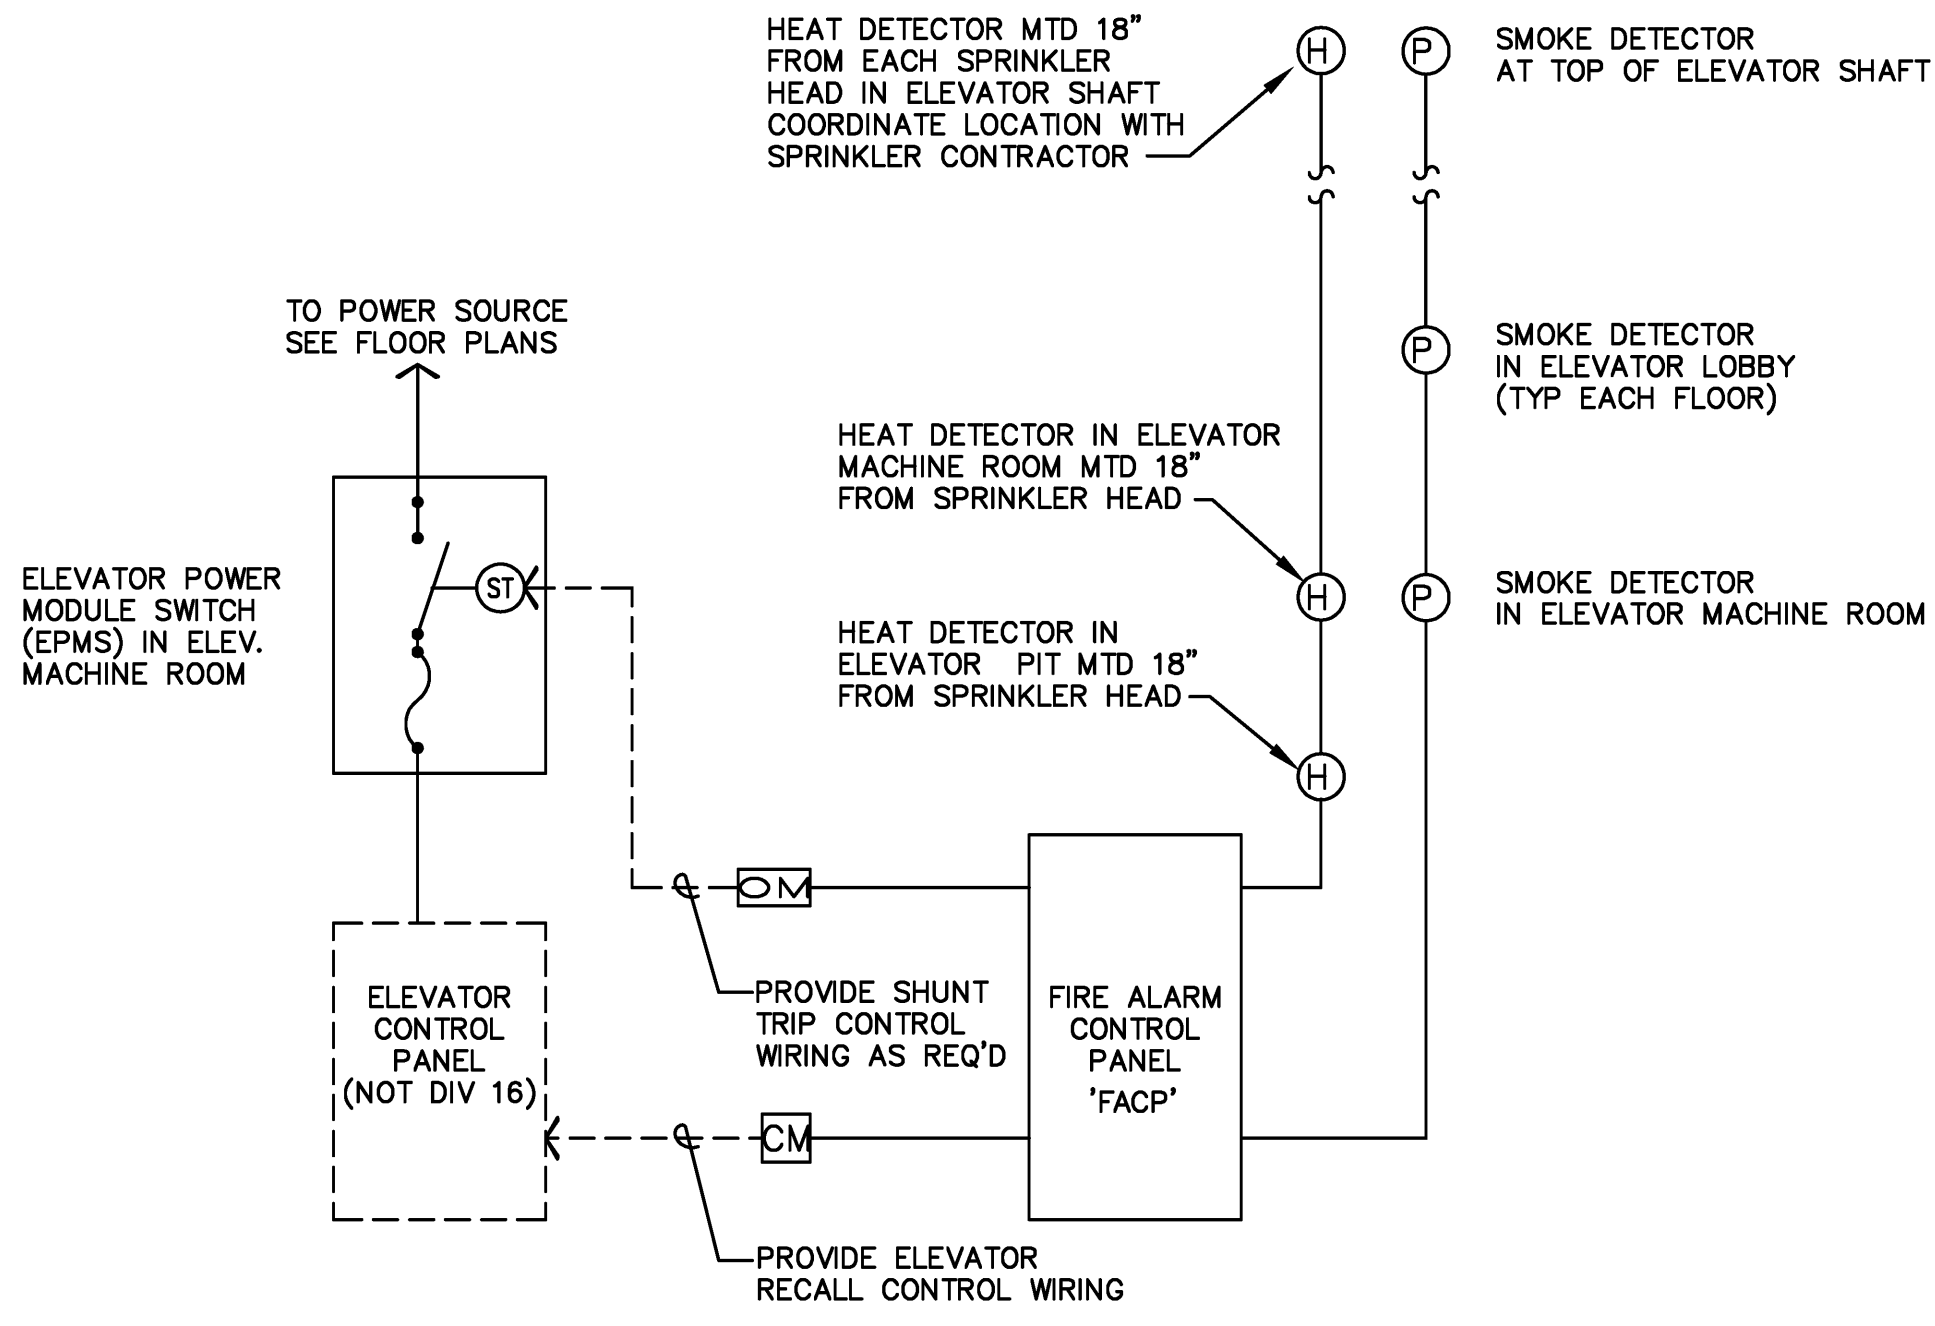 HEAT DETECTOR MTD 18"
FROM EACH SPRINKLER
HEAD IN ELEVATOR SHAFT
COORDINATE LOCATION WITH
SPRINKLER CONTRACTOR
H
P
SMOKE DETECTOR
AT TOP OF ELEVATOR SHAFT
TO POWER SOURCE
SEE FLOOR PLANS
P
SMOKE DETECTOR
IN ELEVATOR LOBBY
(TYP EACH FLOOR)
HEAT DETECTOR IN ELEVATOR
MACHINE ROOM MTD 18"
FROM SPRINKLER HEAD
ELEVATOR POWER
MODULE SWITCH
(EPMS) IN ELEV.
MACHINE ROOM
ST
H
P
SMOKE DETECTOR
IN ELEVATOR MACHINE ROOM
HEAT DETECTOR IN
ELEVATOR PIT MTD 18"
FROM SPRINKLER HEAD
H
OM
PROVIDE SHUNT
TRIP CONTROL
WIRING AS REQ'D
ELEVATOR
CONTROL
PANEL
(NOT DIV 16)
FIRE ALARM
CONTROL
PANEL
'FACP'
CM
PROVIDE ELEVATOR
RECALL CONTROL WIRING